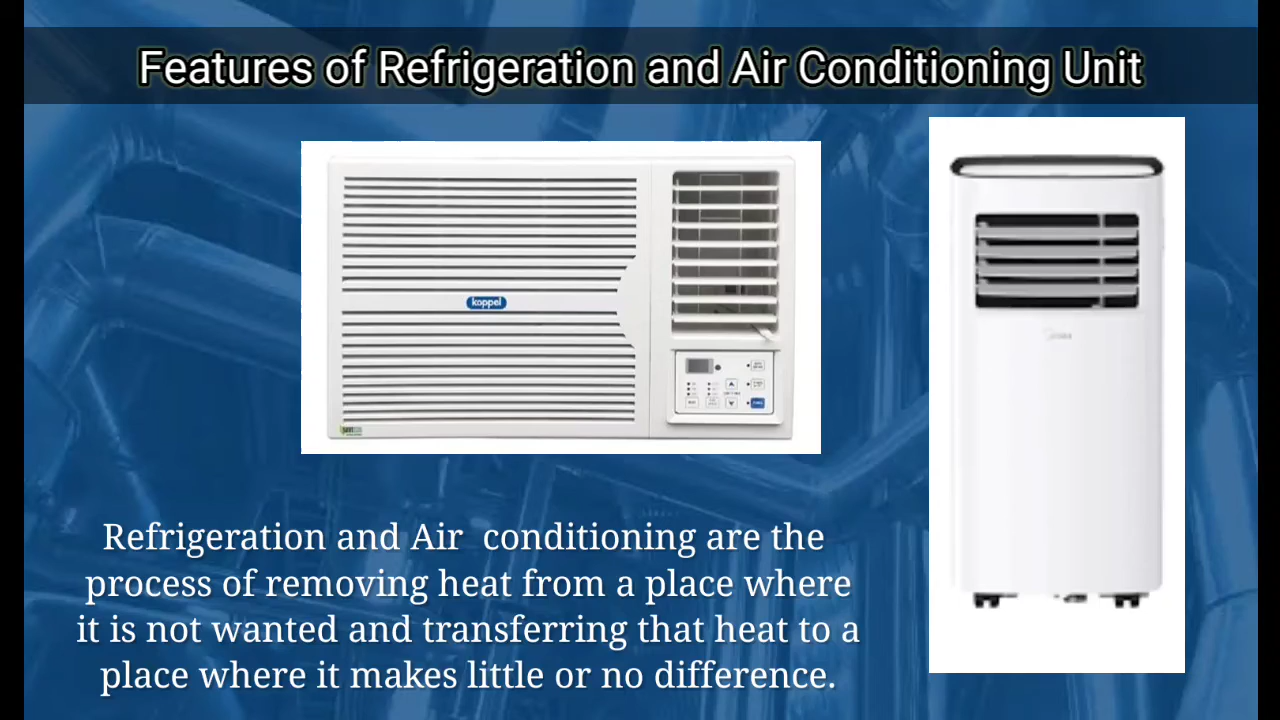 Features of Refrigeration and Air Conditioning Unit
koppel
Refrigeration and Air conditioning are the
process of removing heat from a place where
it is not wanted and transferring that heat to a
place where it makes little or no difference.